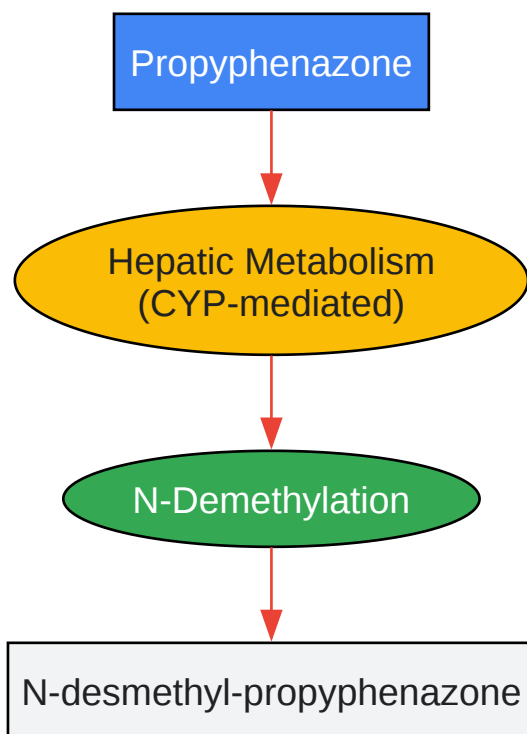 Propyphenazone
Hepatic Metabolism
(CYP-mediated)
N-Demethylation
N-desmethyl-propyphenazone